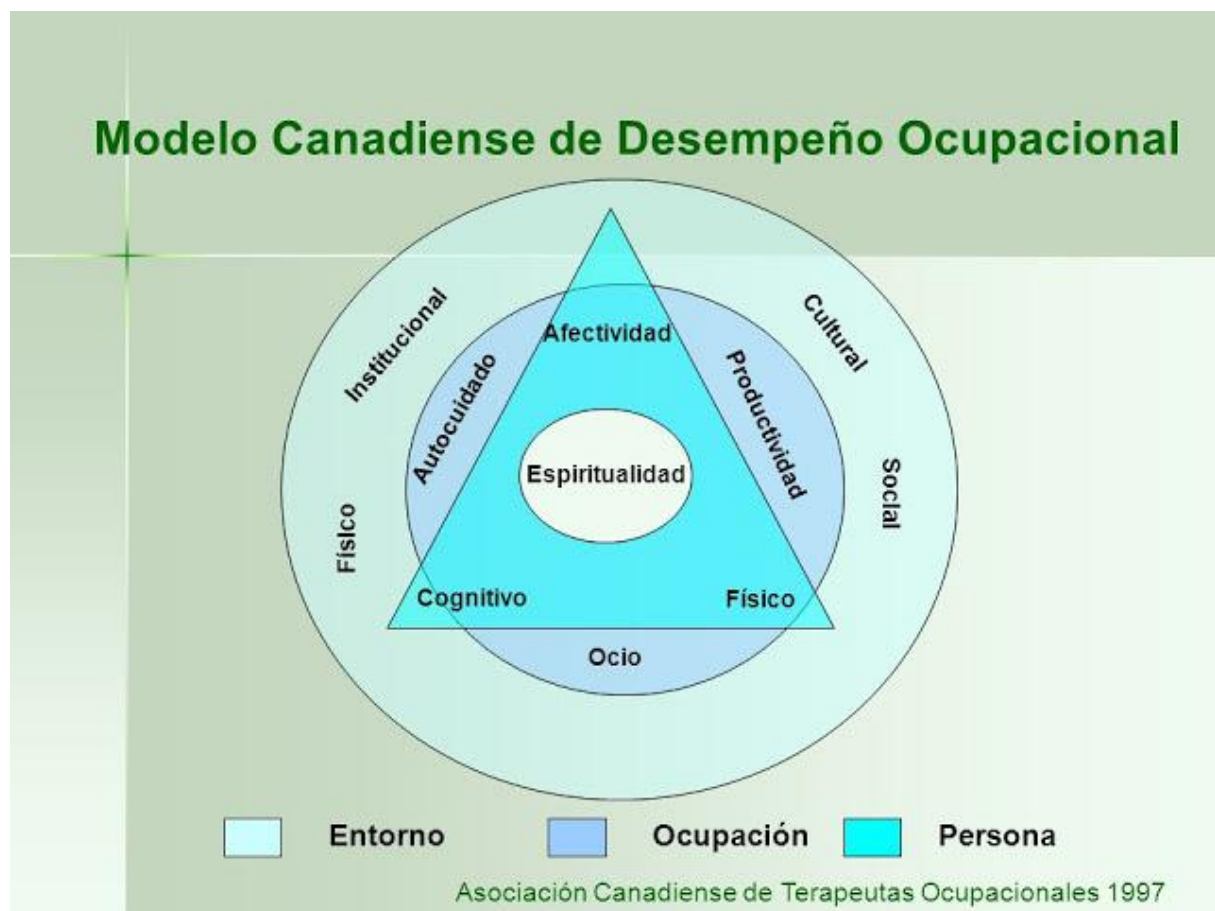 Modelo Canadiense de Desempeño Ocupacional
Institucional
Cultural
Afectividad
Autocuidado
Productividad
Espiritualidad
Social
Físico
Cognitivo
Físico
Ocio
Entorno
Ocupación
Persona
Asociación Canadiense de Terapeutas Ocupacionales 1997